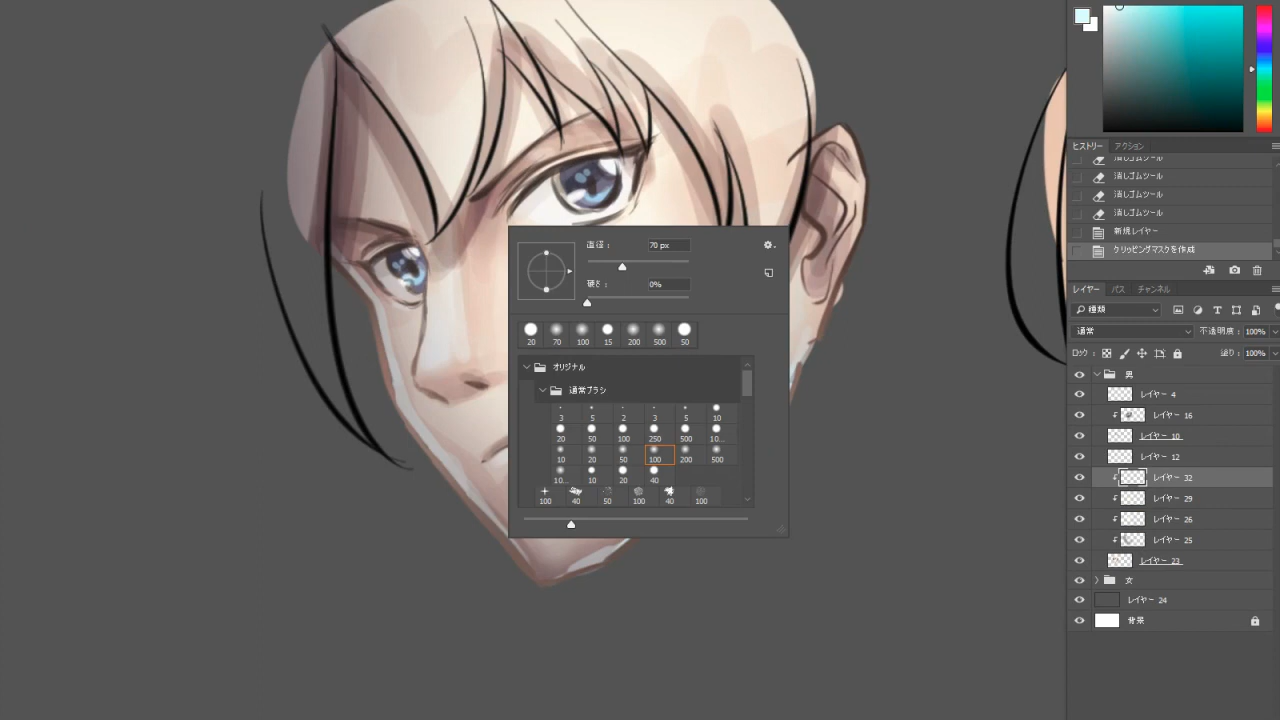 ヒストリー アクション
消しゴムツール
消しゴムツール
消しゴムツール
消しゴムツール
新規レイヤー
クリッピングマスクを作成
レイヤー パス チャンネル
種類
通常 不透明度： 100%
ロック： 塗り： 100%
男
レイヤー 4
レイヤー 16
レイヤー 10
レイヤー 12
レイヤー 32
レイヤー 29
レイヤー 26
レイヤー 25
レイヤー 23
女
レイヤー 24
背景
直径： 70 px
硬さ： 0%
20 70 100 15 200 500 50
オリジナル
通常ブラシ
3 5 2 3 5 10
20 50 100 250 500 10...
10 20 50 100 200 500
10... 10 20 40
100 40 50 100 40 100